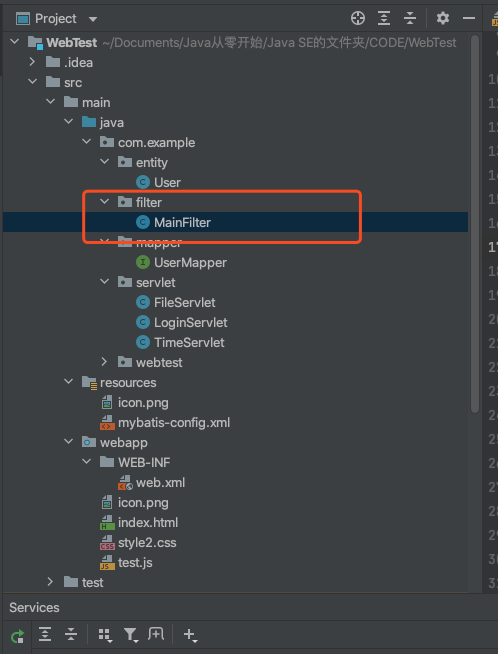 Project
WebTest ~/Documents/Java从零开始/Java SE的文件夹/CODE/WebTest
.idea
src
main
java
com.example
entity
User
filter
MainFilter
mapper
UserMapper
servlet
FileServlet
LoginServlet
TimeServlet
webtest
resources
icon.png
mybatis-config.xml
webapp
WEB-INF
web.xml
icon.png
index.html
style2.css
test.js
test
Services